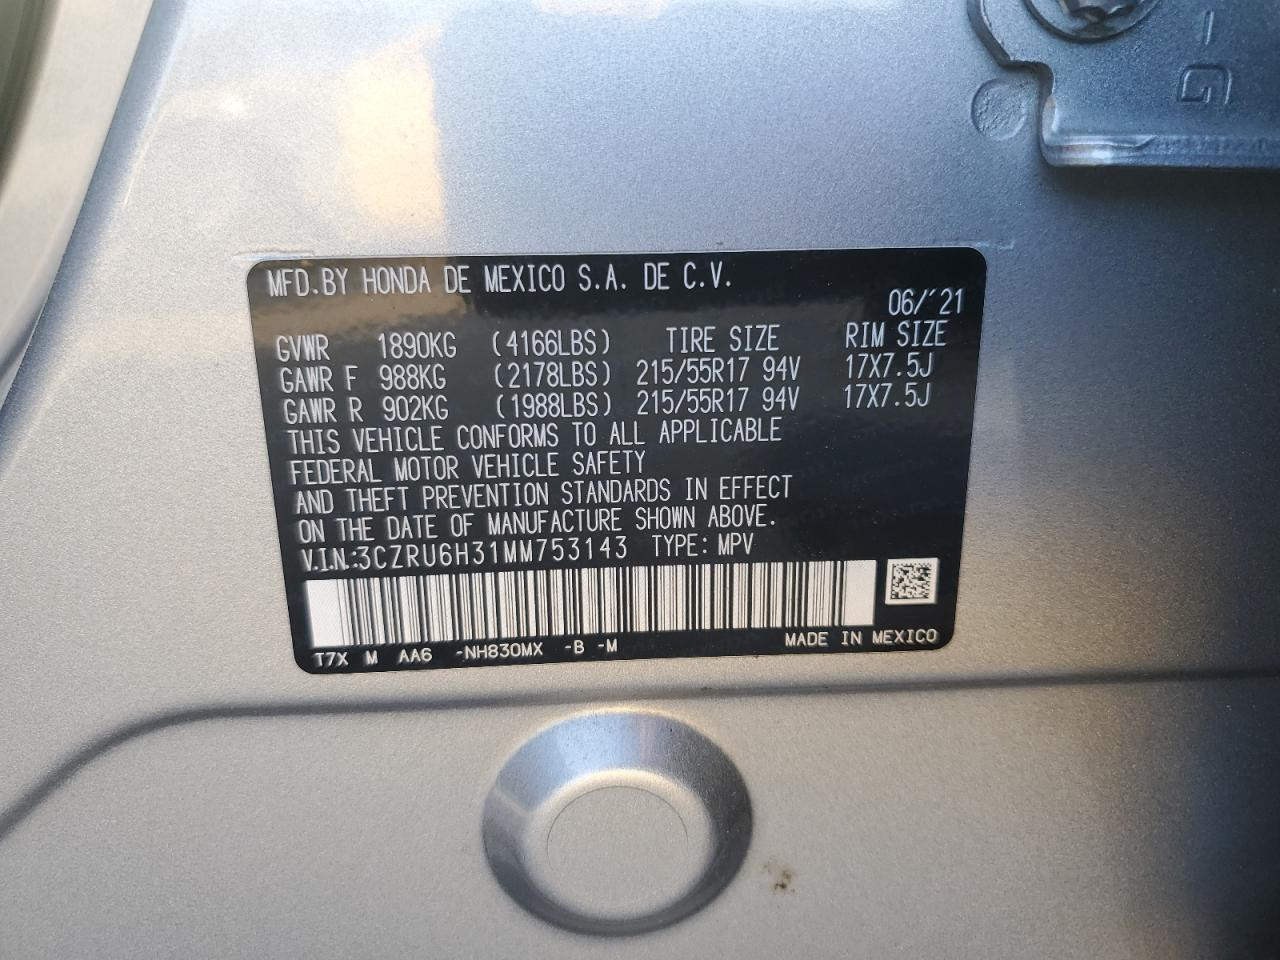 G
MFD.BY HONDA DE MEXICO S.A. DE C.V.
06/'21
GVWR 1890KG (4166LBS) TIRE SIZE RIM SIZE
GAWR F 988KG (2178LBS) 215/55R17 94V 17X7.5J
GAWR R 902KG (1988LBS) 215/55R17 94V 17X7.5J
THIS VEHICLE CONFORMS TO ALL APPLICABLE
FEDERAL MOTOR VEHICLE SAFETY
AND THEFT PREVENTION STANDARDS IN EFFECT
ON THE DATE OF MANUFACTURE SHOWN ABOVE.
V.I.N.:3CZRU6H31MM753143 TYPE: MPV
T7X M AA6 -NH830MX -B -M MADE IN MEXICO